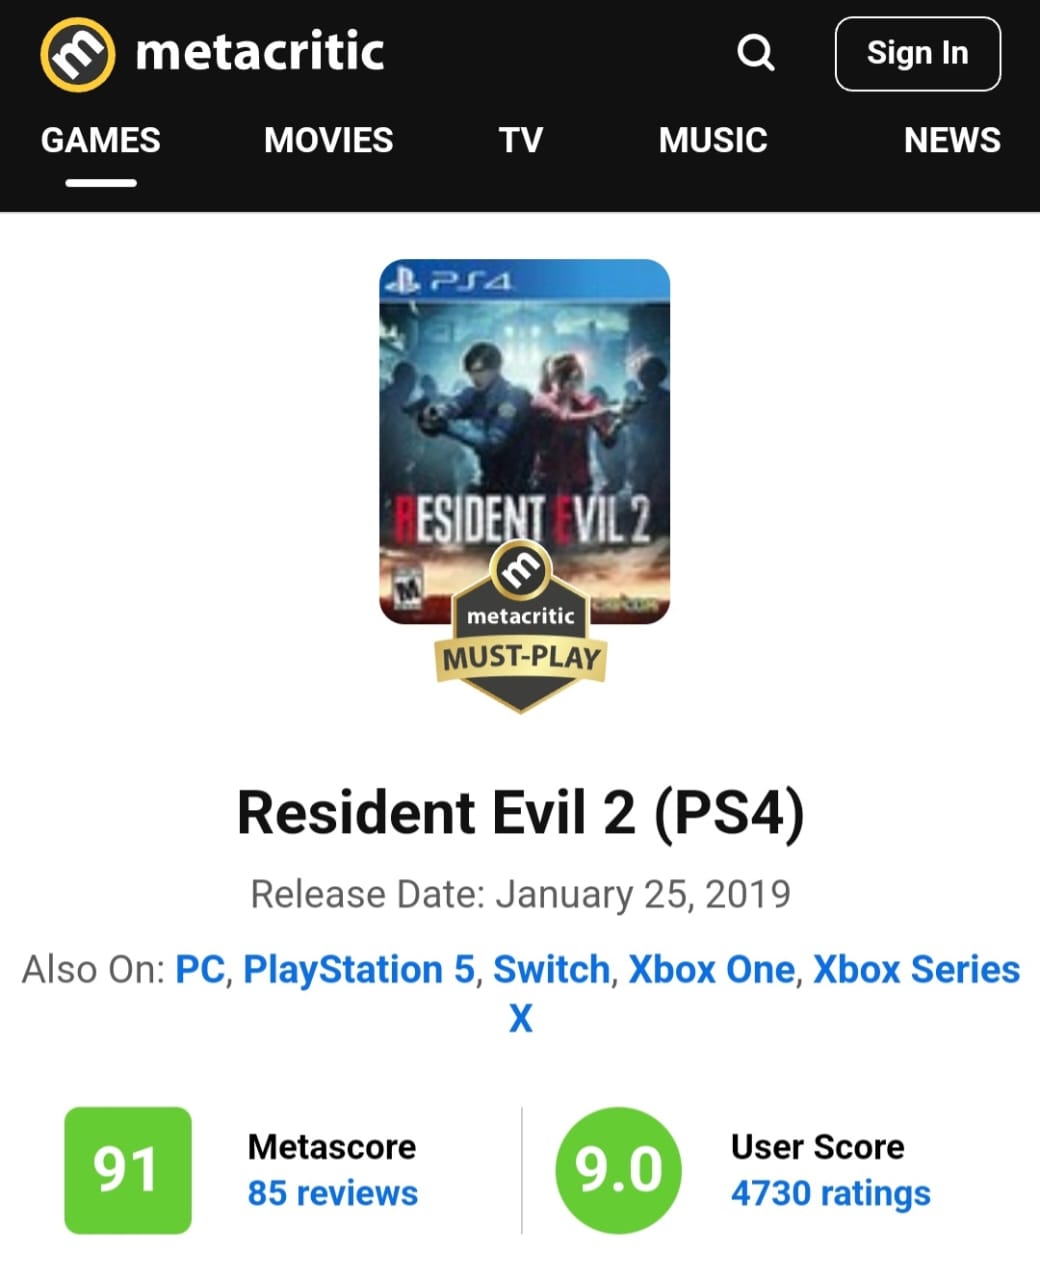 metacritic
Sign In
GAMES MOVIES TV MUSIC NEWS
PS4
RESIDENT EVIL 2
M
CAPCOM
m
metacritic
MUST-PLAY
Resident Evil 2 (PS4)
Release Date: January 25, 2019
Also On: PC, PlayStation 5, Switch, Xbox One, Xbox Series
X
91 Metascore
85 reviews
9.0 User Score
4730 ratings